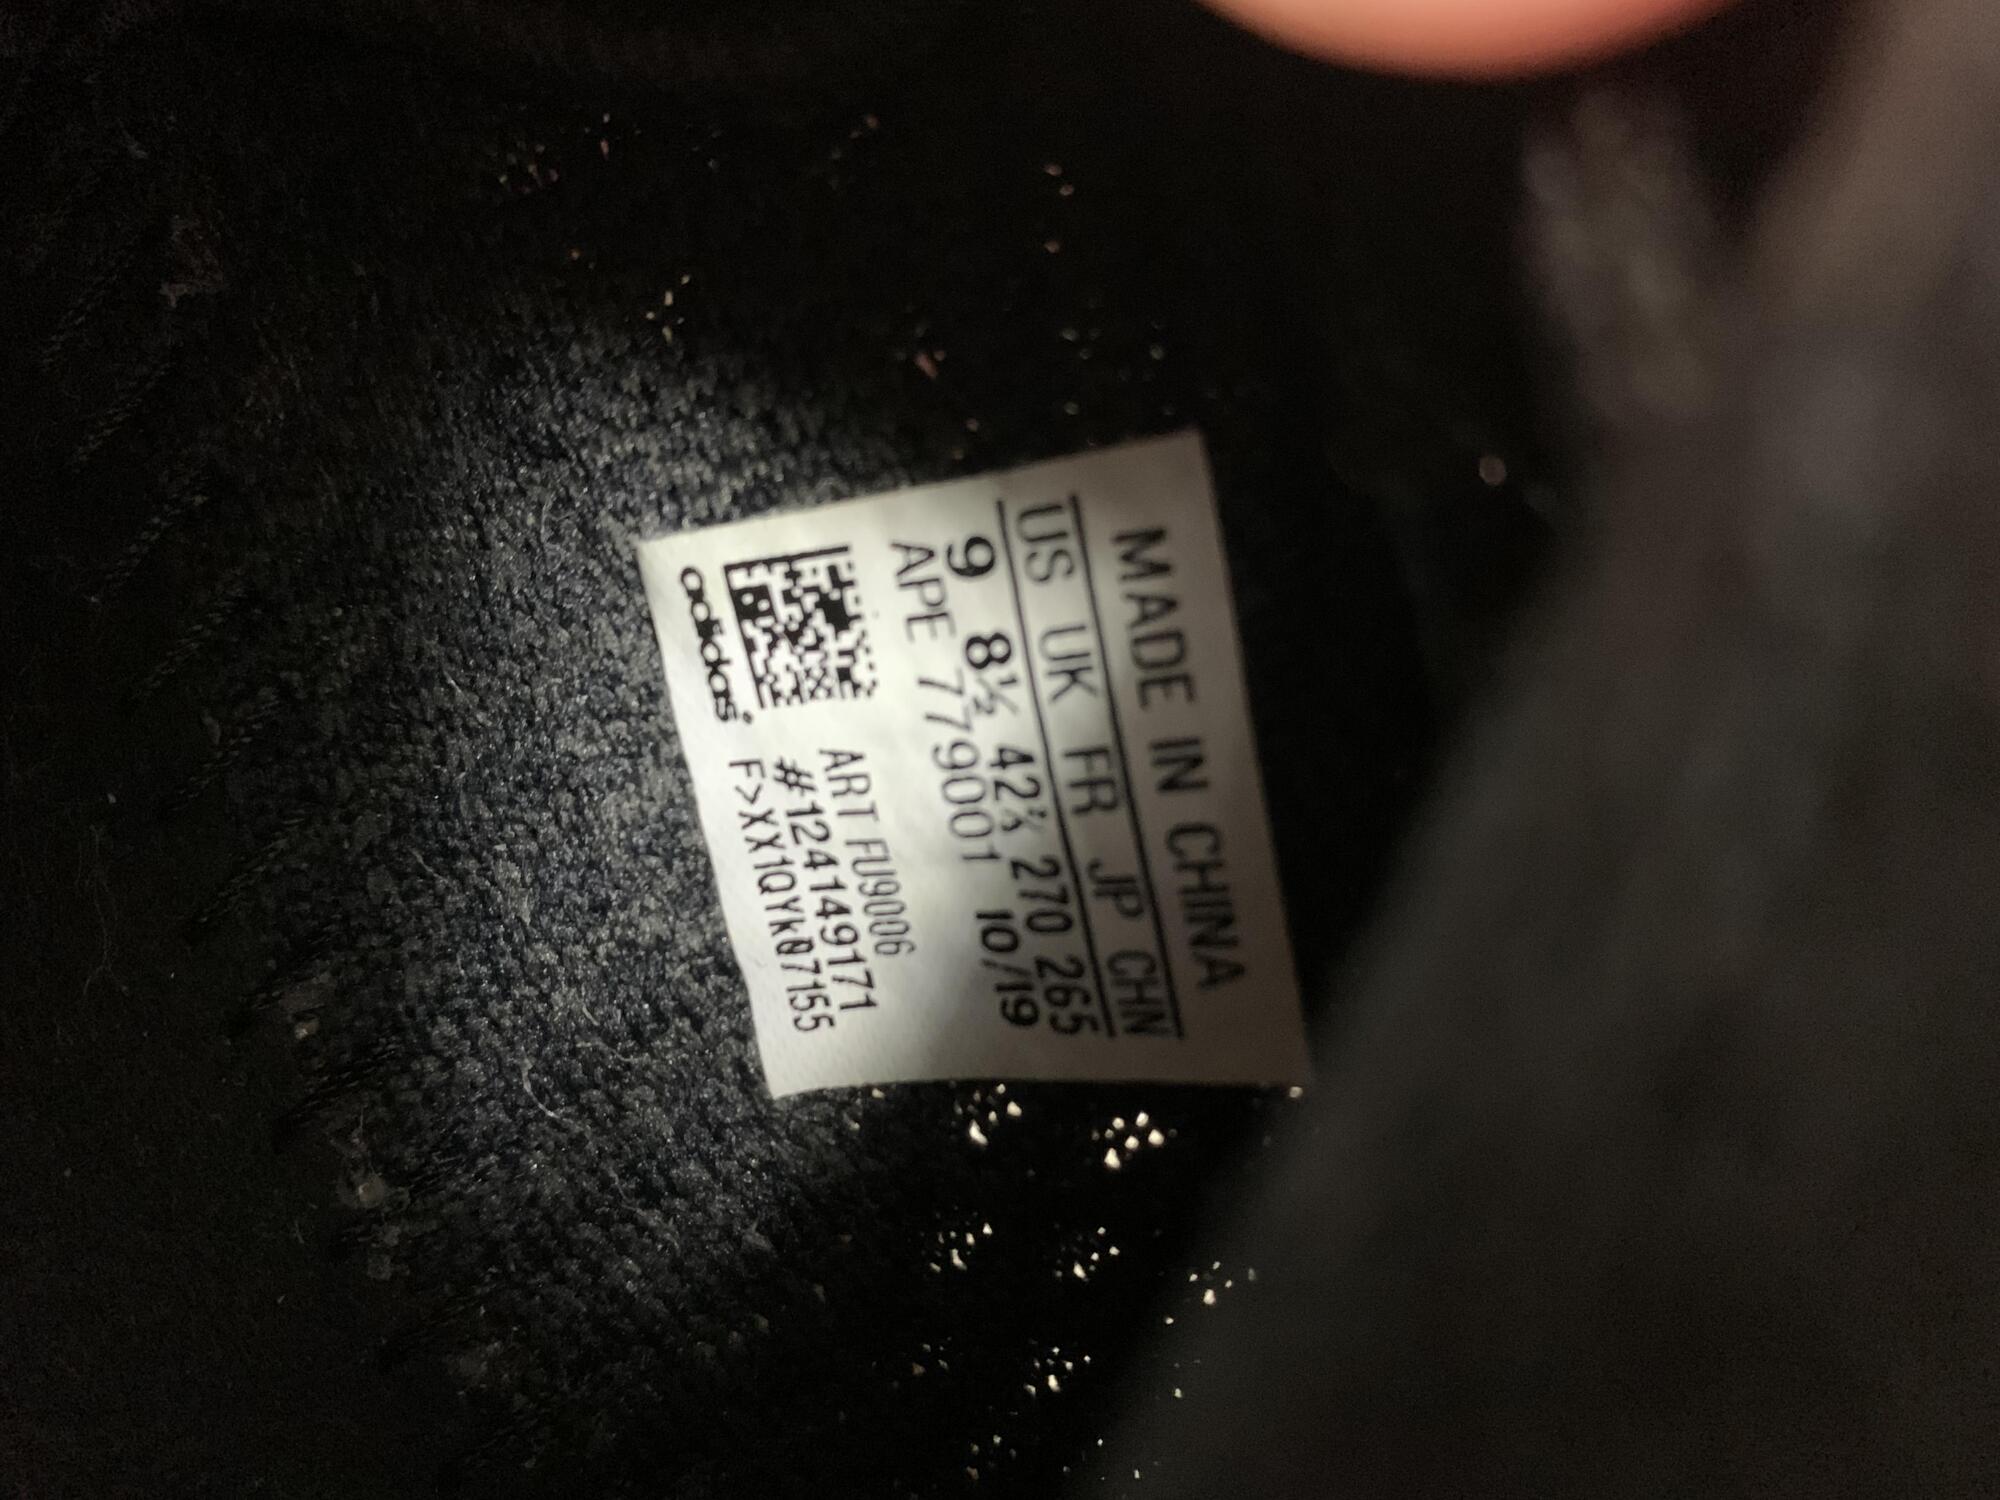 MADE IN CHINA
US UK FR JP CHN
9 8½ 42⅔ 270 265
APE 779001 10/19
ART FU9006
#124149171
F>XX1QYK07155
adidas